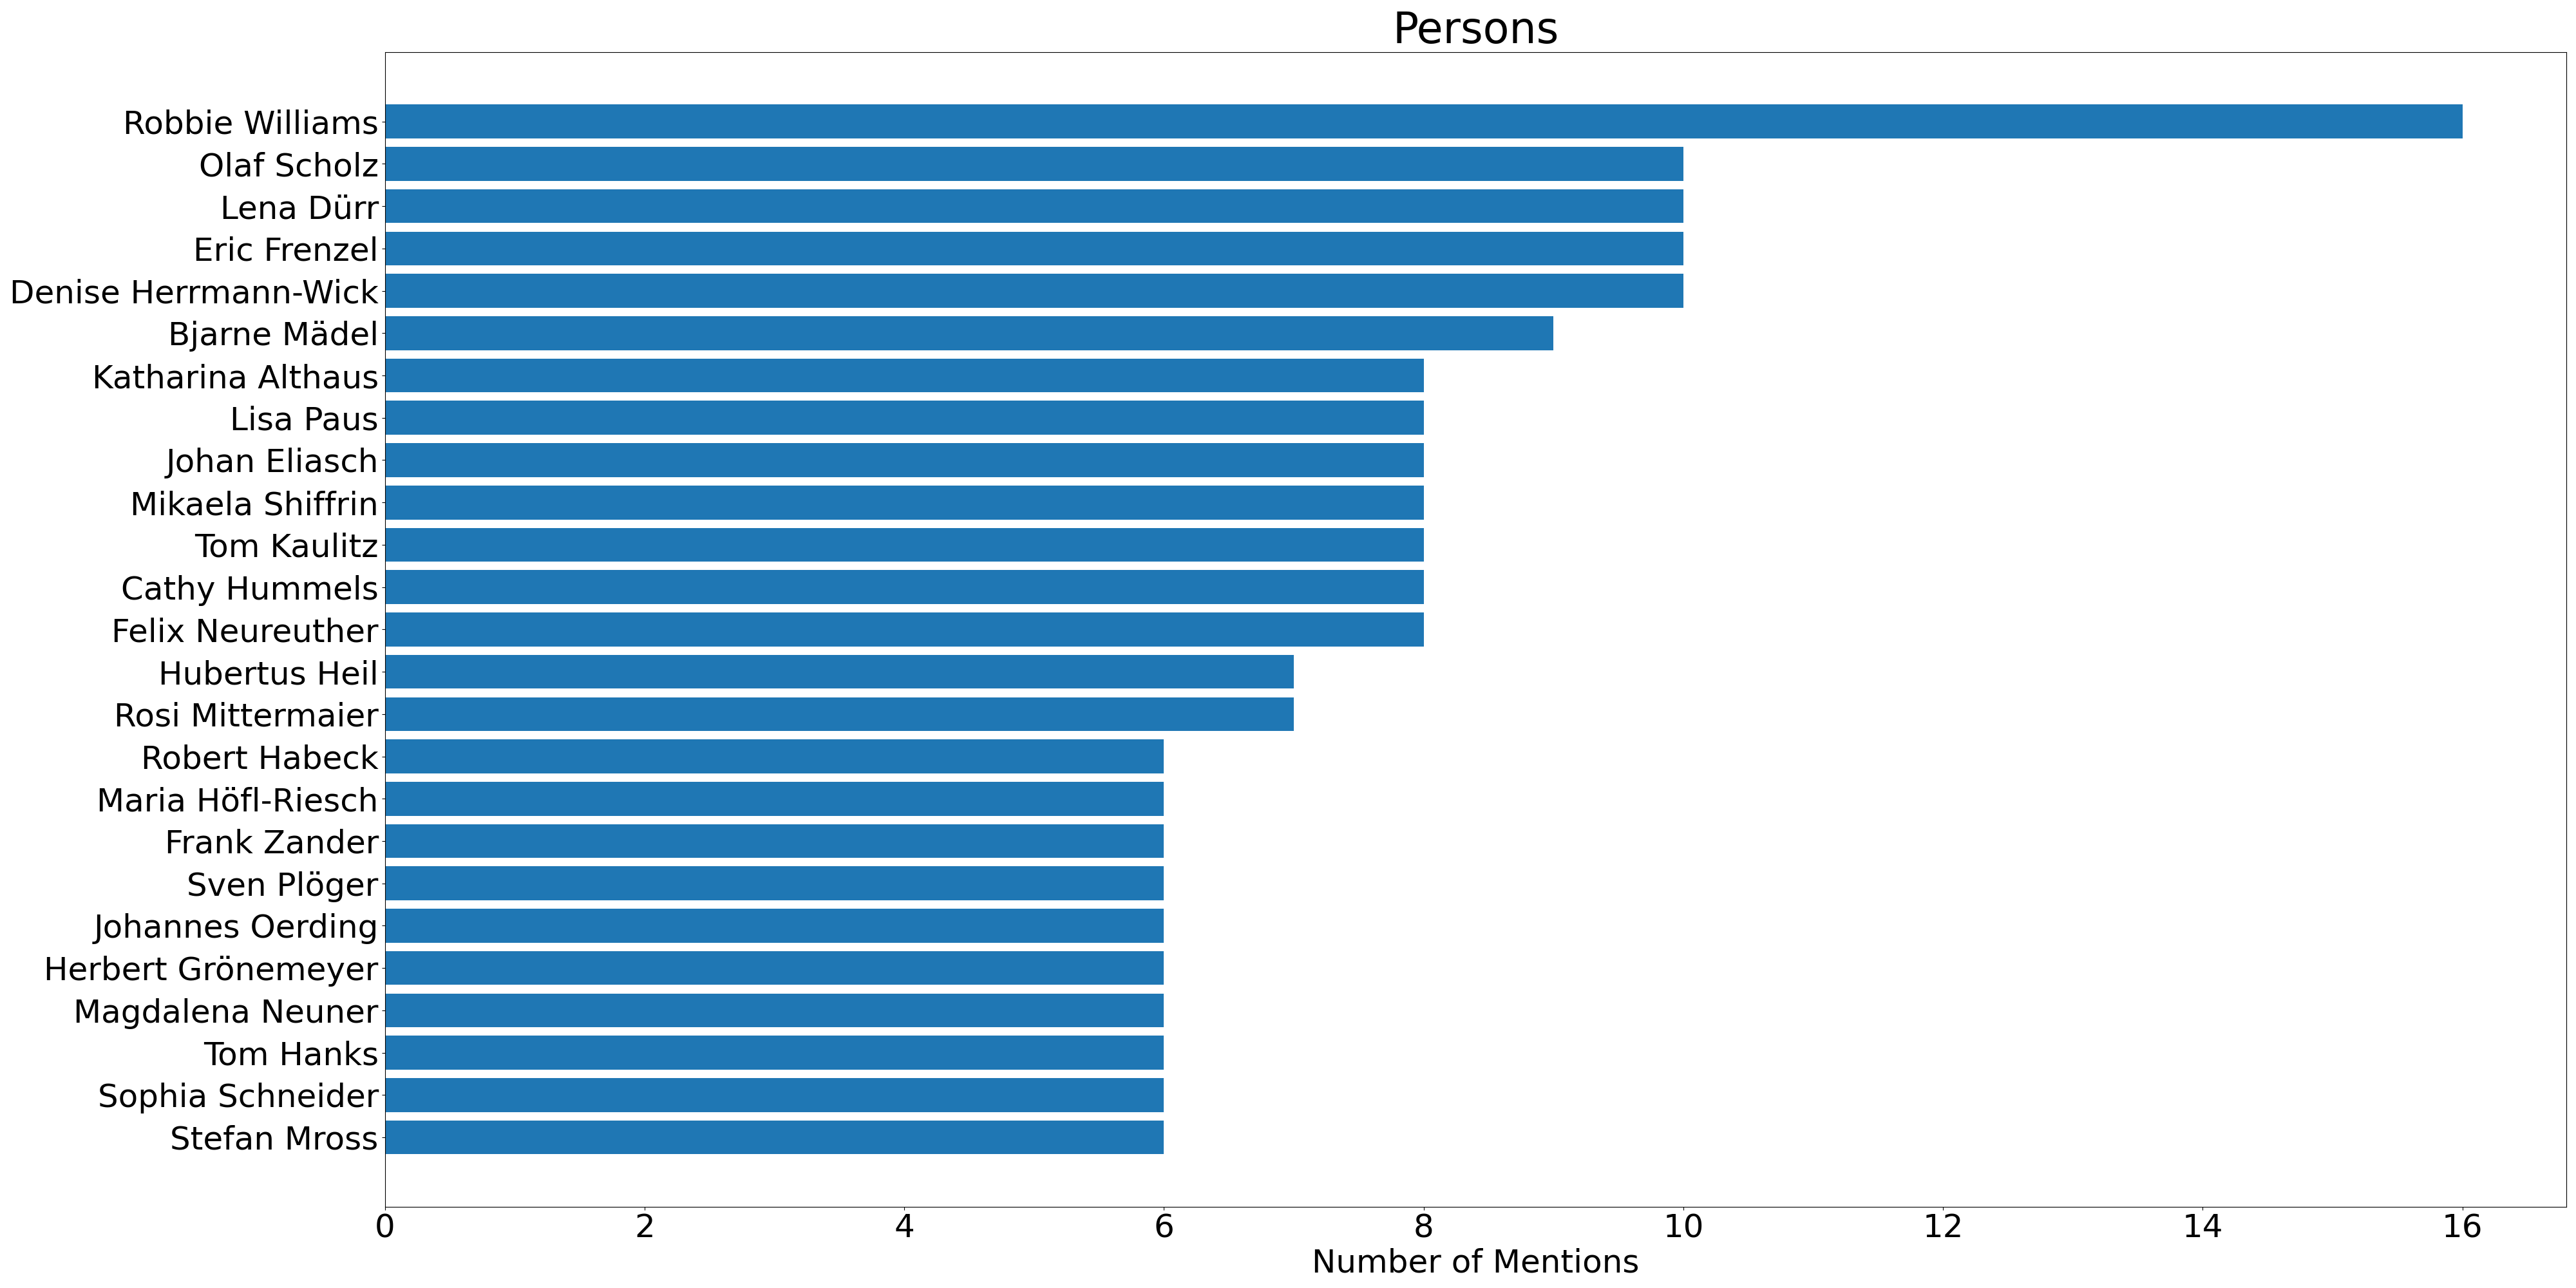 Persons
Robbie Williams
Olaf Scholz
Lena Dürr
Eric Frenzel
Denise Herrmann-Wick
Bjarne Mädel
Katharina Althaus
Lisa Paus
Johan Eliasch
Mikaela Shiffrin
Tom Kaulitz
Cathy Hummels
Felix Neureuther
Hubertus Heil
Rosi Mittermaier
Robert Habeck
Maria Höfl-Riesch
Frank Zander
Sven Plöger
Johannes Oerding
Herbert Grönemeyer
Magdalena Neuner
Tom Hanks
Sophia Schneider
Stefan Mross
0 2 4 6 8 10 12 14 16
Number of Mentions